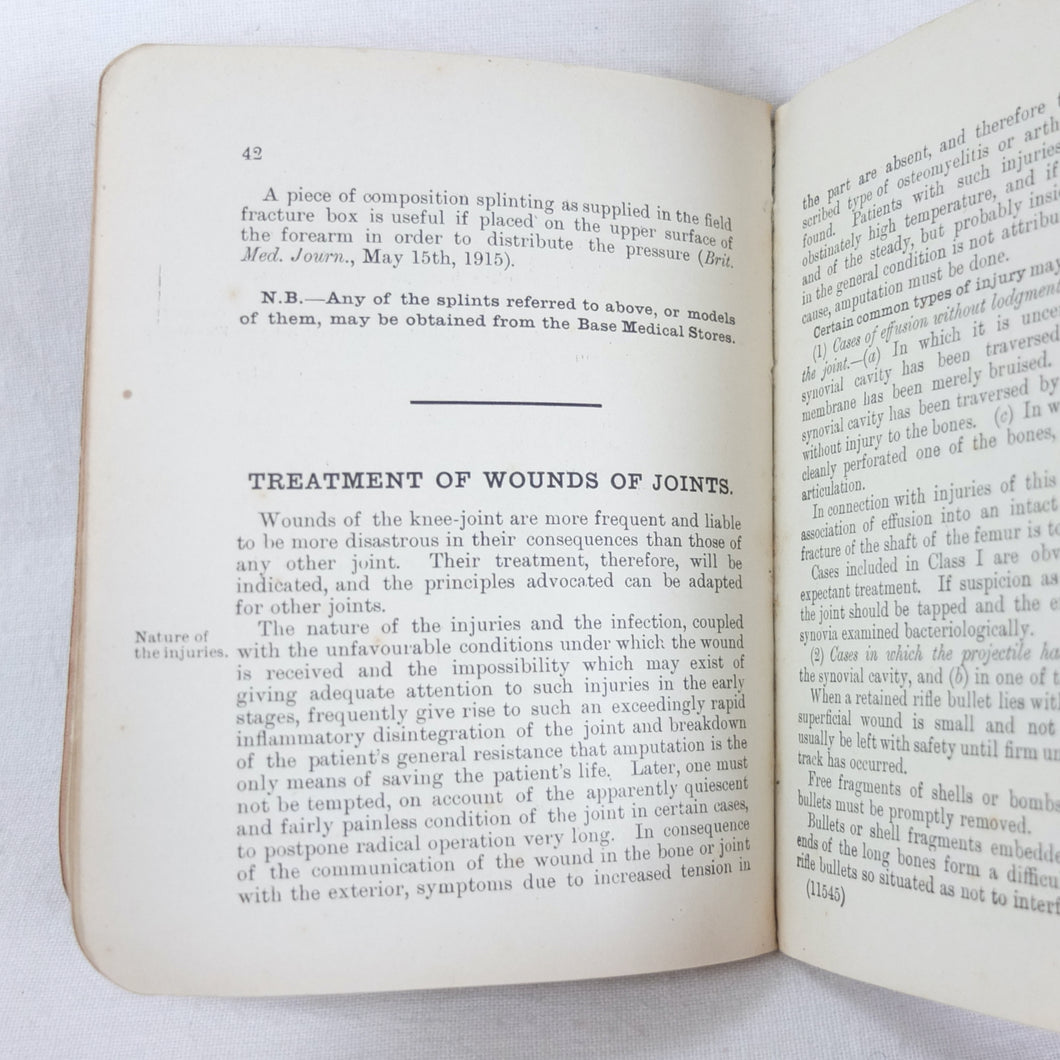 42
A piece of composition splinting as supplied in the field
fracture box is useful if placed on the upper surface of
the forearm in order to distribute the pressure (Brit.
Med. Journ., May 15th, 1915).
N.B.—Any of the splints referred to above, or models
of them, may be obtained from the Base Medical Stores.
TREATMENT OF WOUNDS OF JOINTS.
Wounds of the knee-joint are more frequent and liable
to be more disastrous in their consequences than those of
any other joint. Their treatment, therefore, will be
indicated, and the principles advocated can be adapted
for other joints.
Nature of
the injuries.
The nature of the injuries and the infection, coupled
with the unfavourable conditions under which the wound
is received and the impossibility which may exist of
giving adequate attention to such injuries in the early
stages, frequently give rise to such an exceedingly rapid
inflammatory disintegration of the joint and breakdown
of the patient's general resistance that amputation is the
only means of saving the patient's life. Later, one must
not be tempted, on account of the apparently quiescent
and fairly painless condition of the joint in certain cases,
to postpone radical operation very long. In consequence
of the communication of the wound in the bone or joint
with the exterior, symptoms due to increased tension in
the part are absent, and therefore
scribed type of osteomyelitis or
found. Patients with such injuries
obstinately high temperature, and if
and of the steady, but probably
in the general condition is not
cause, amputation must be done.
Certain common types of injury may
(1) Cases of effusion without lodgment
the joint.—(a) In which it is
synovial cavity has been traversed
membrane has been merely bruised.
synovial cavity has been traversed by
without injury to the bones. (c) In
cleanly perforated one of the bones,
articulation.
In connection with injuries of this
association of effusion into an intact
fracture of the shaft of the femur is
Cases included in Class I are
expectant treatment. If suspicion
the joint should be tapped and the
synovia examined bacteriologically.
(2) Cases in which the projectile
the synovial cavity, and (b) in one of
When a retained rifle bullet lies
superficial wound is small and not
usually be left with safety until firm
track has occurred.
Free fragments of shells or bombs
bullets must be promptly removed.
Bullets or shell fragments
ends of the long bones form a
rifle bullets so situated as not to
(11545)